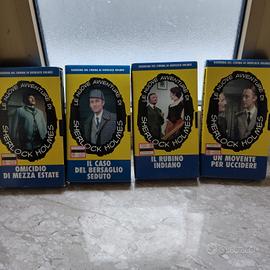 LE NUOVE AVVENTURE DI
SHERLOCK HOLMES
OMICIDIO
DI MEZZA ESTATE
LE NUOVE AVVENTURE DI
SHERLOCK HOLMES
IL CASO
DEL BERSAGLIO
SEDUTO
LE NUOVE AVVENTURE DI
SHERLOCK HOLMES
IL RUBINO
INDIANO
LE NUOVE AVVENTURE DI
SHERLOCK HOLMES
UN MOVENTE
PER UCCIDERE
subito.it